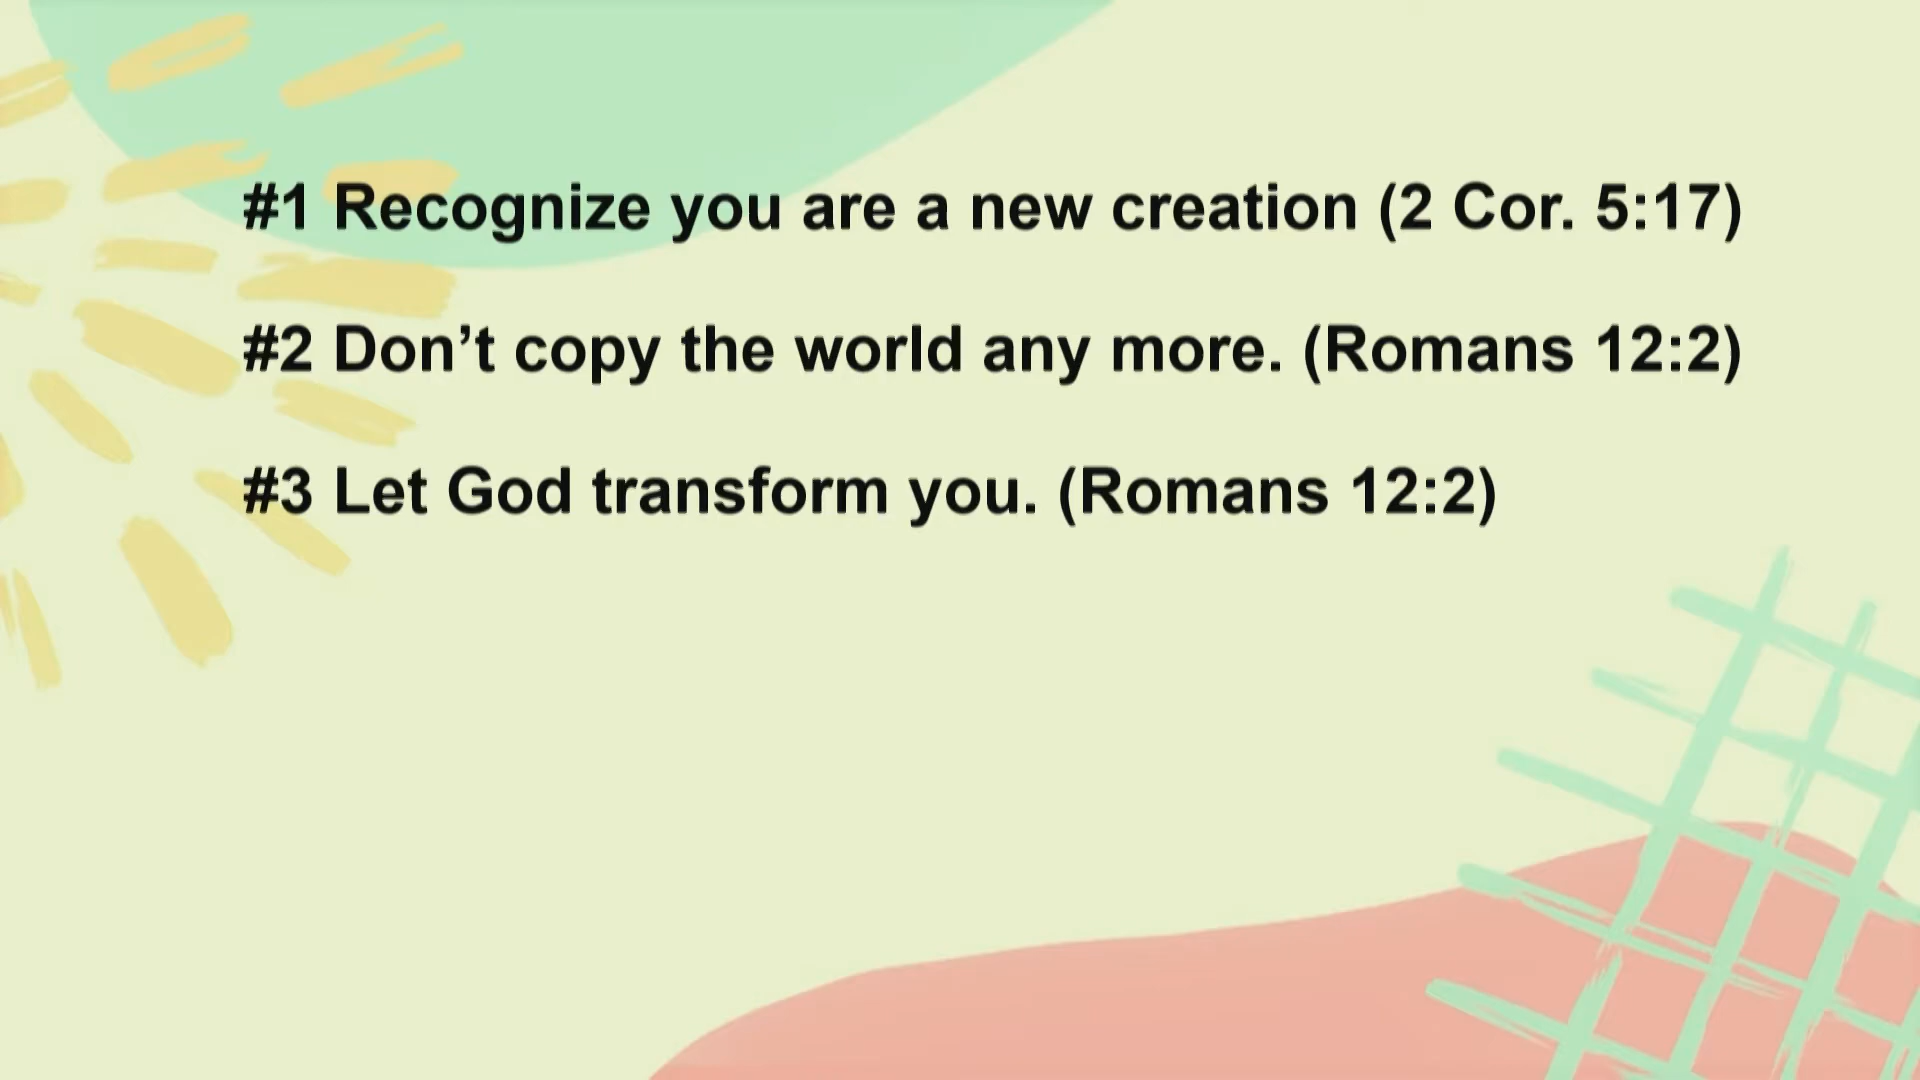 #1 Recognize you are a new creation (2 Cor. 5:17)
#2 Don’t copy the world any more. (Romans 12:2)
#3 Let God transform you. (Romans 12:2)